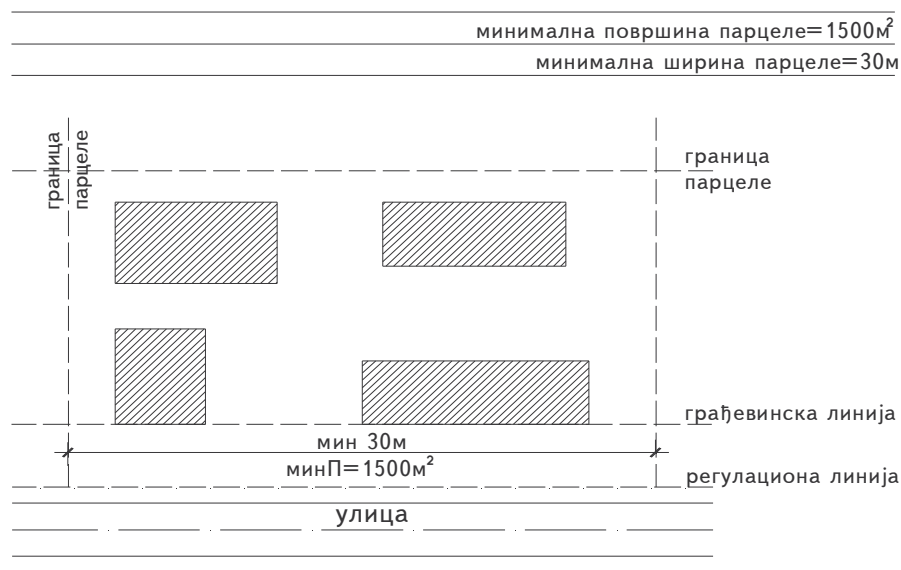 минимална површина парцеле=1500м²
минимална ширина парцеле=30м
граница
парцеле
граница
парцеле
грађевинска линија
мин 30м
минП=1500м²
регулациона линија
улица